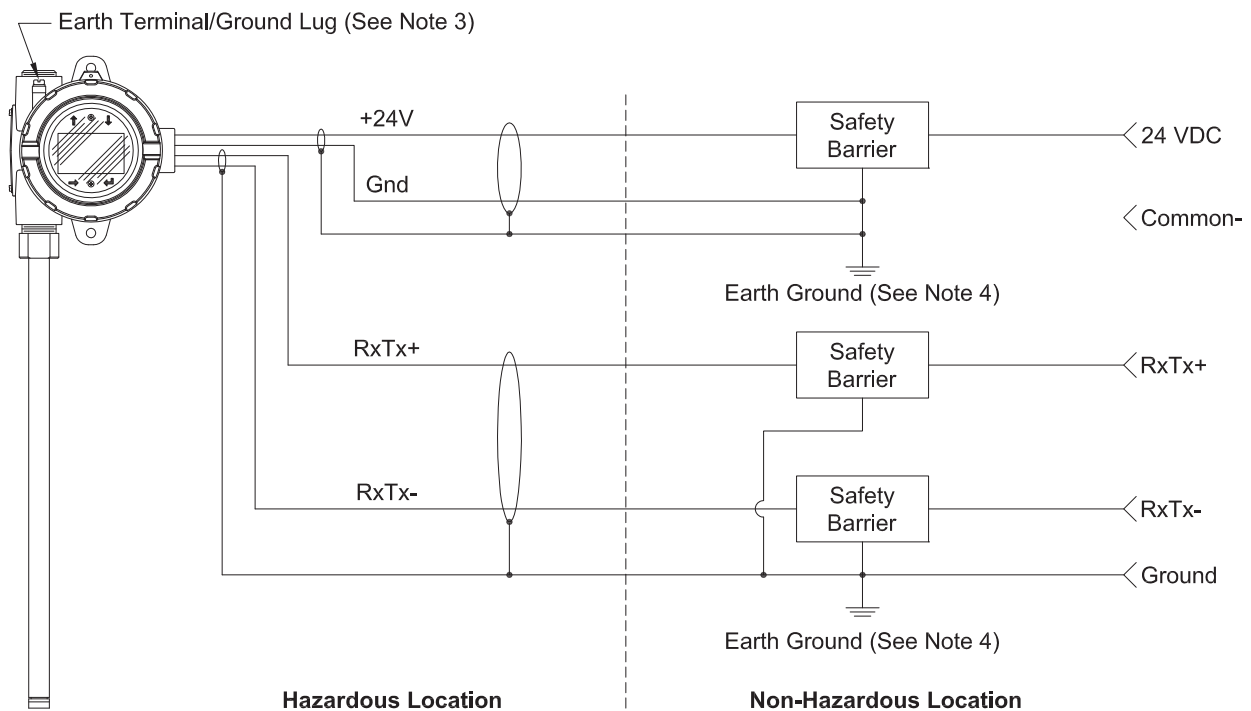 Earth Terminal/Ground Lug (See Note 3)
+24V
Safety
Barrier
24 VDC
Gnd
Common-
Earth Ground (See Note 4)
RxTx+
Safety
Barrier
RxTx+
RxTx-
Safety
Barrier
RxTx-
Ground
Earth Ground (See Note 4)
Hazardous Location
Non-Hazardous Location